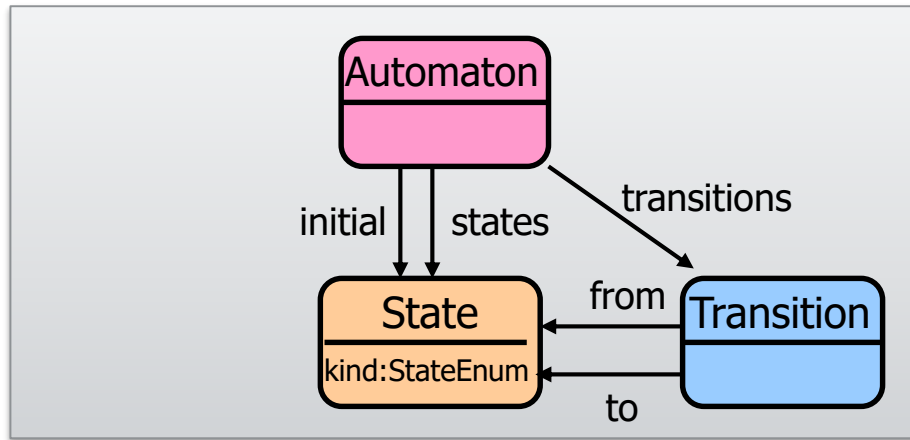 Automaton
transitions
initial
states
from
State
Transition
kind:StateEnum
to